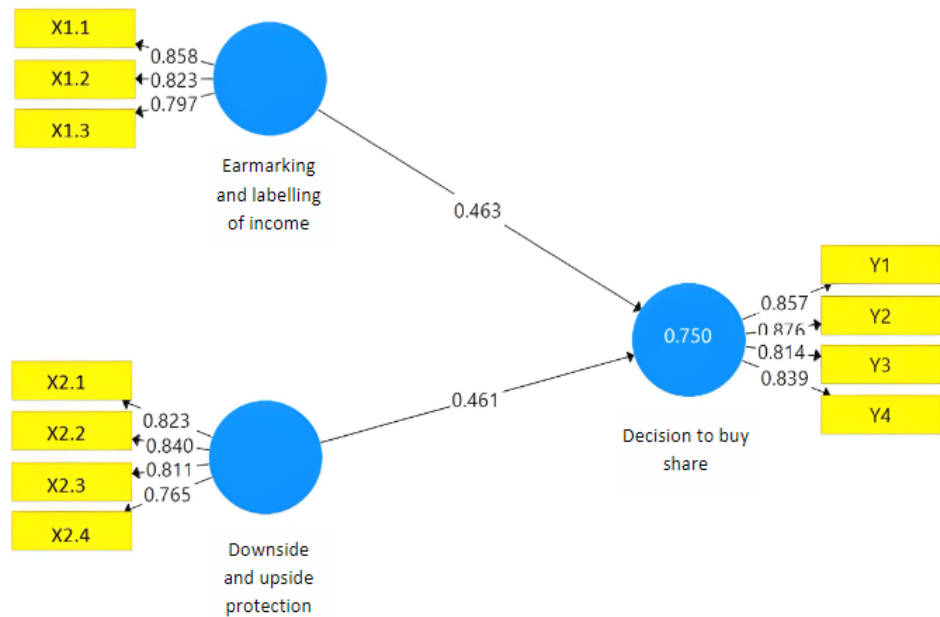 X1.1
0.858
X1.2
0.823
0.797
X1.3
Earmarking
and labelling
of income
0.463
Y1
0.857
Y2
0.876
0.750
0.814
Y3
0.839
Y4
Decision to buy
share
0.461
X2.1
0.823
X2.2
0.840
0.811
X2.3
0.765
X2.4
Downside
and upside
protection